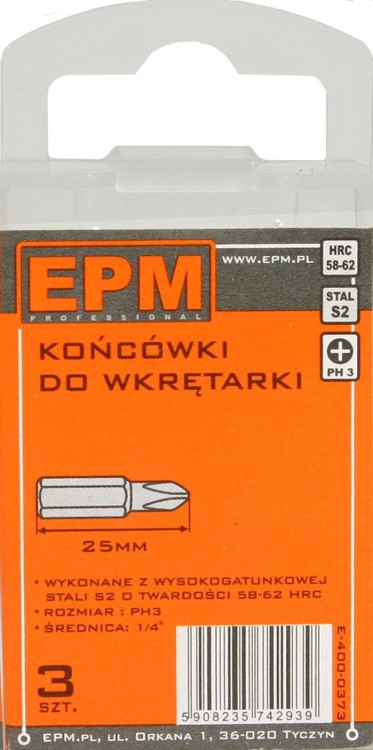 WWW.EPM.PL
EPM
PROFESSIONAL
HRC
58-62
STAL
S2
PH 3
KOŃCÓWKI
DO WKRĘTARKI
25MM
• WYKONANE Z WYSOKOGATUNKOWEJ
STALI S2 O TWARDOŚCI 58-62 HRC
• ROZMIAR : PH3
• ŚREDNICA: 1/4"
3
SZT.
5908235742939
E-400-0373
EPM.PL, UL. ORKANA 1, 36-020 TYCZYN